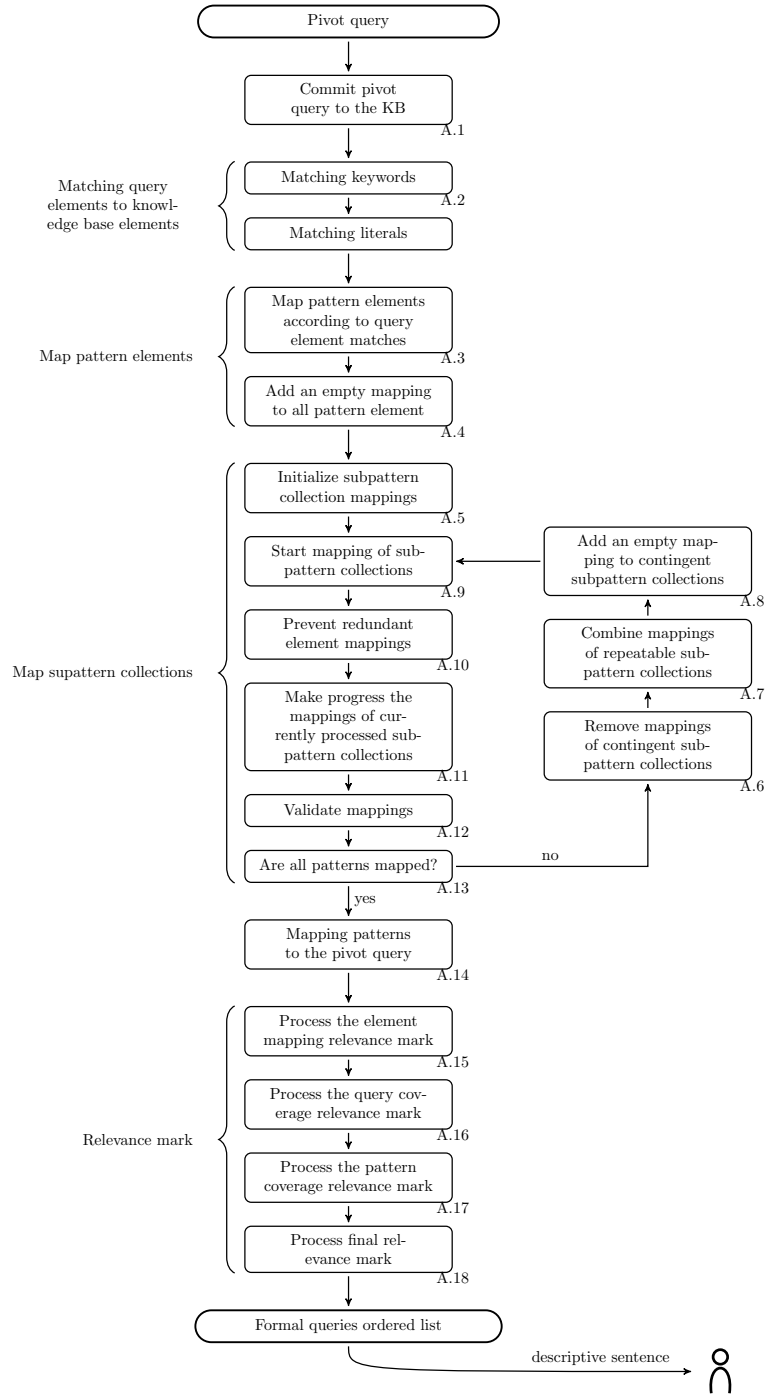 Pivot query
Commit pivot
query to the KB
A.1
Matching query
elements to knowl-
edge base elements
Matching keywords
A.2
Matching literals
Map pattern elements
Map pattern elements
according to query
element matches
A.3
Add an empty mapping
to all pattern element
A.4
Map supattern collections
Initialize subpattern
collection mappings
A.5
Start mapping of sub-
pattern collections
A.9
Prevent redundant
element mappings
A.10
Make progress the
mappings of cur-
rently processed sub-
pattern collections
A.11
Validate mappings
A.12
Are all patterns mapped?
A.13
no
yes
Add an empty map-
ping to contingent
subpattern collections
A.8
Combine mappings
of repeatable sub-
pattern collections
A.7
Remove mappings
of contingent sub-
pattern collections
A.6
Mapping patterns
to the pivot query
A.14
Relevance mark
Process the element
mapping relevance mark
A.15
Process the query cov-
erage relevance mark
A.16
Process the pattern
coverage relevance mark
A.17
Process final rel-
evance mark
A.18
Formal queries ordered list
descriptive sentence